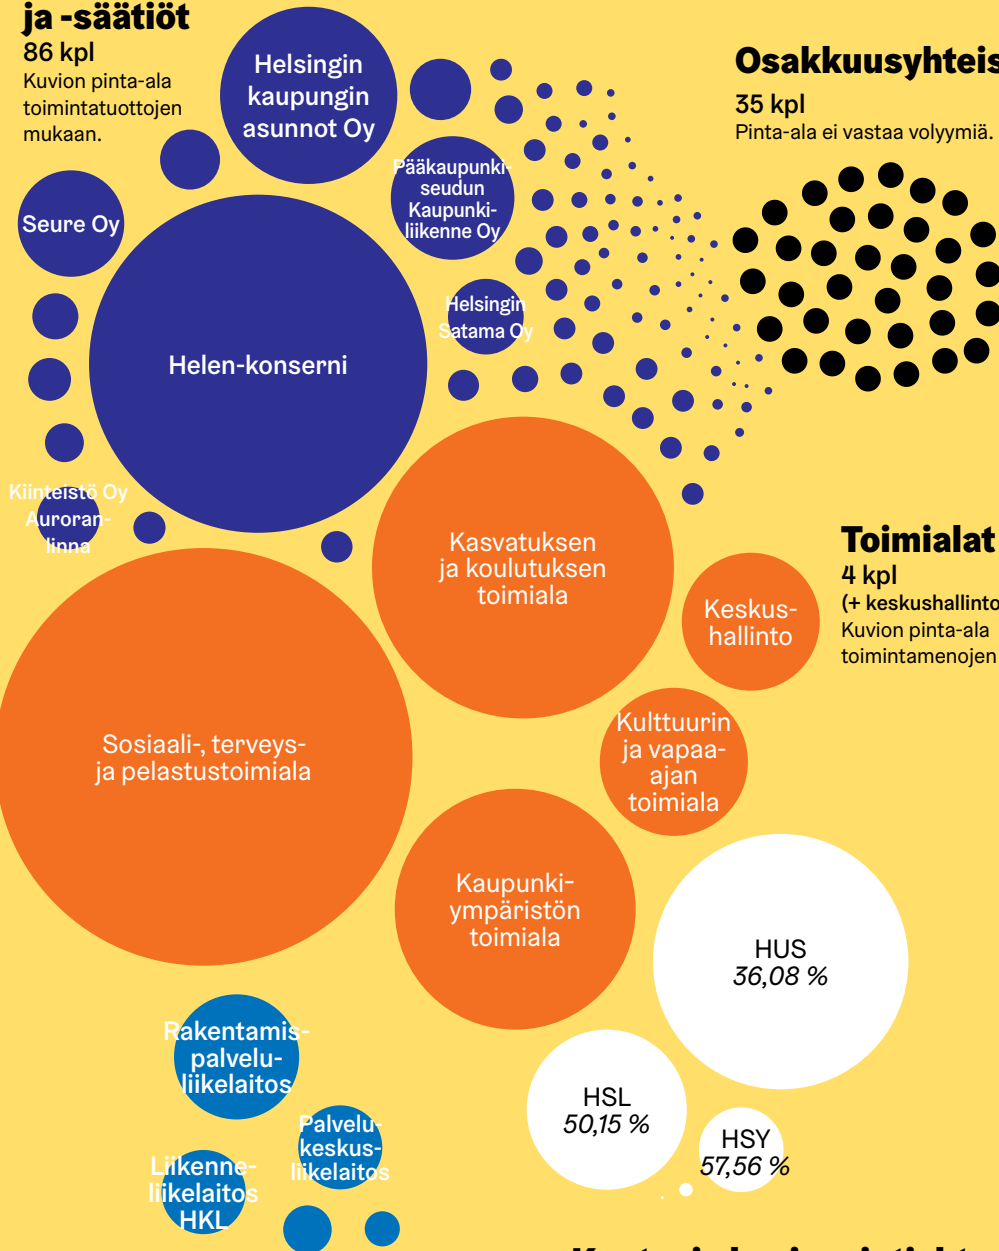 ja -säätiöt
86 kpl
Kuvion pinta-ala
toimintatuottojen
mukaan.
Helsingin
kaupungin
asunnot Oy
Osakkuusyhteis
35 kpl
Pinta-ala ei vastaa volyymiä.
Pääkaupunki-
seudun
Kaupunki-
liikenne Oy
Seure Oy
Helsingin
Satama Oy
Helen-konserni
Kiinteistö Oy
Auroran-
linna
Kasvatuksen
ja koulutuksen
toimiala
Keskus-
hallinto
Toimialat
4 kpl
(+ keskushallinto
Kuvion pinta-ala
toimintamenojen
Kulttuurin
ja vapaa-
ajan
toimiala
Sosiaali-, terveys-
ja pelastustoimiala
Kaupunki-
ympäristön
toimiala
HUS
36,08 %
Rakentamis-
palvelu-
liikelaitos
HSL
50,15 %
HSY
57,56 %
Palvelu-
keskus-
liikelaitos
Liikenne-
liikelaitos
HKL